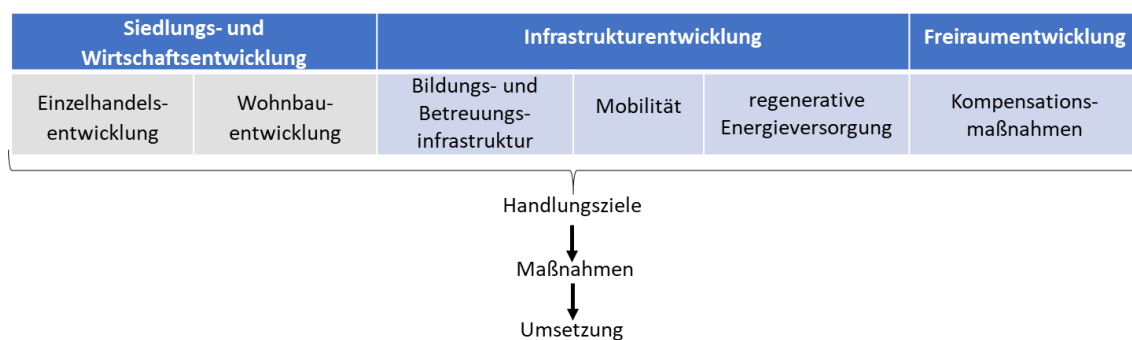 Siedlungs- und
Wirtschaftsentwicklung
Infrastrukturentwicklung
Freiraumentwicklung
Einzelhandels-
entwicklung
Wohnbau-
entwicklung
Bildungs- und
Betreuungs-
infrastruktur
Mobilität
regenerative
Energieversorgung
Kompensations-
maßnahmen
Handlungsziele
Maßnahmen
Umsetzung